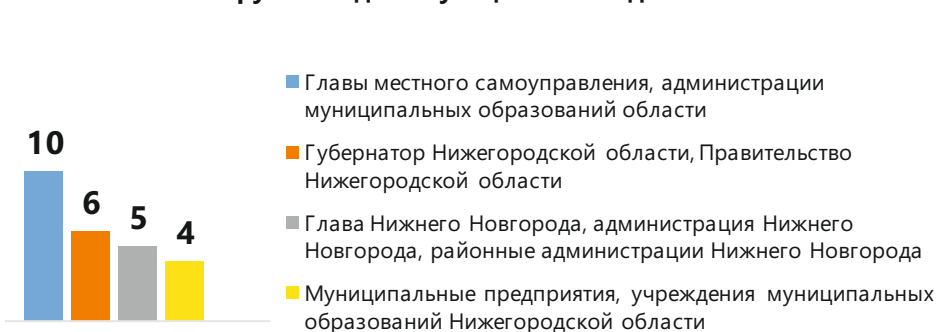 10
6
5
4
Главы местного самоуправления, администрации
муниципальных образований области
Губернатор Нижегородской области, Правительство
Нижегородской области
Глава Нижнего Новгорода, администрация Нижнего
Новгорода, районные администрации Нижнего Новгорода
Муниципальные предприятия, учреждения муниципальных
образований Нижегородской области